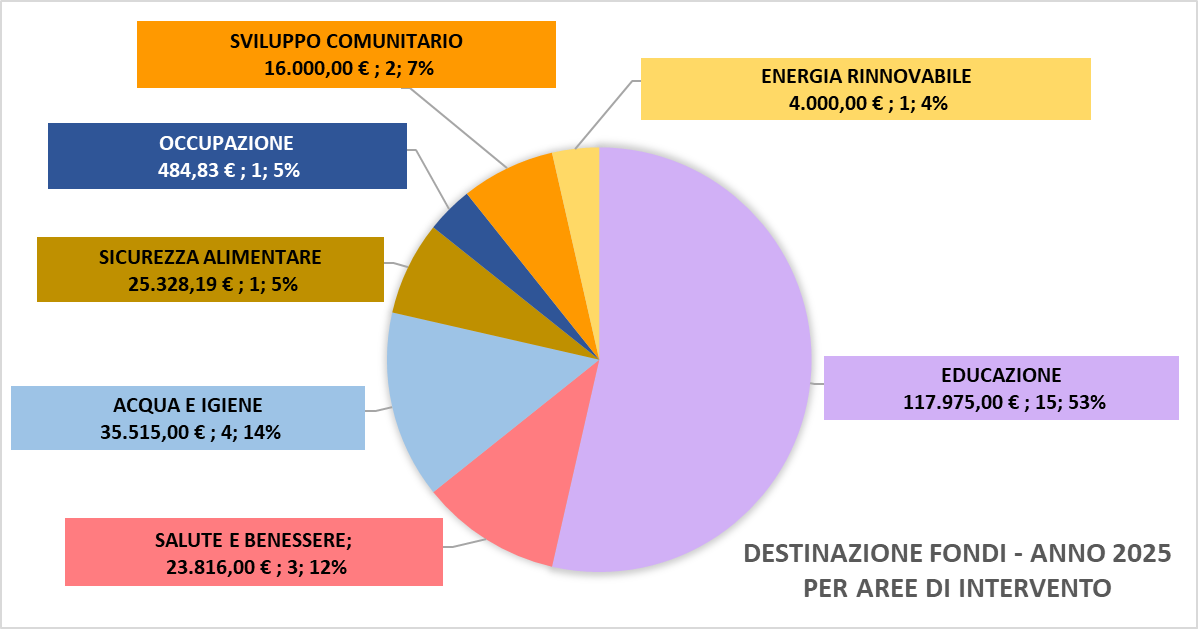 SVILUPPO COMUNITARIO
16.000,00 € ; 2; 7%
ENERGIA RINNOVABILE
4.000,00 € ; 1; 4%
OCCUPAZIONE
484,83 € ; 1; 5%
SICUREZZA ALIMENTARE
25.328,19 € ; 1; 5%
EDUCAZIONE
117.975,00 € ; 15; 53%
ACQUA E IGIENE
35.515,00 € ; 4; 14%
SALUTE E BENESSERE;
23.816,00 € ; 3; 12%
DESTINAZIONE FONDI - ANNO 2025
PER AREE DI INTERVENTO